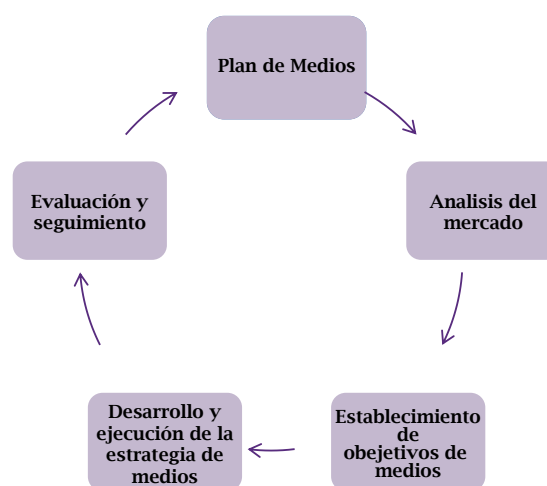 Plan de Medios
Analisis del
mercado
Establecimiento
de
obejetivos de
medios
Desarrollo y
ejecución de la
estrategia de
medios
Evaluación y
seguimiento